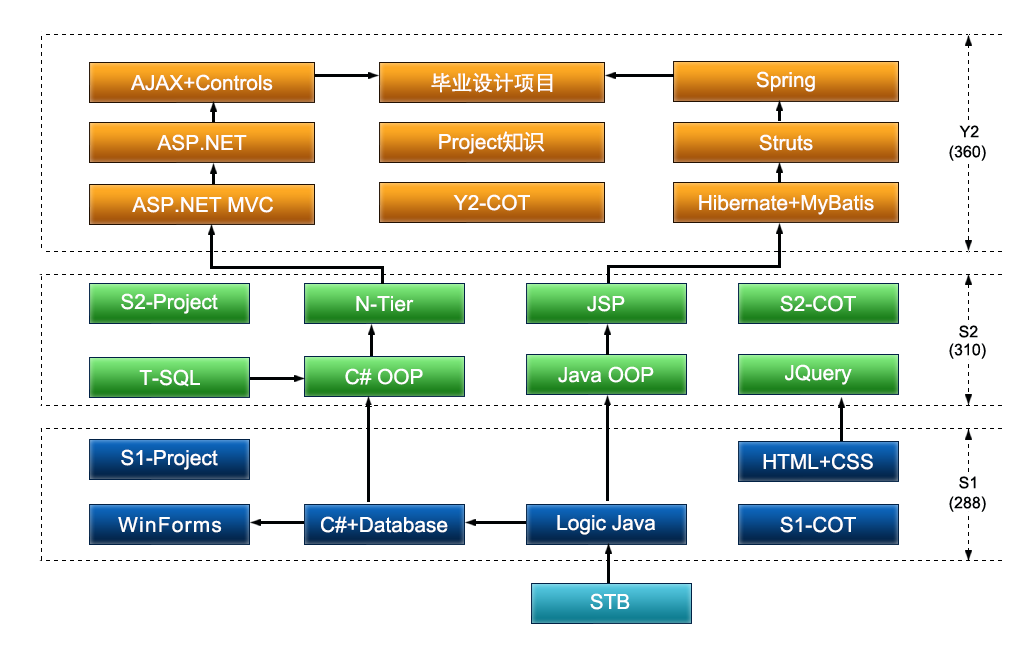 AJAX+Controls
毕业设计项目
Spring
ASP.NET
Project知识
Struts
Y2
(360)
ASP.NET MVC
Y2-COT
Hibernate+MyBatis
S2-Project
N-Tier
JSP
S2-COT
S2
(310)
T-SQL
C# OOP
Java OOP
JQuery
S1-Project
HTML+CSS
S1
(288)
WinForms
C#+Database
Logic Java
S1-COT
STB